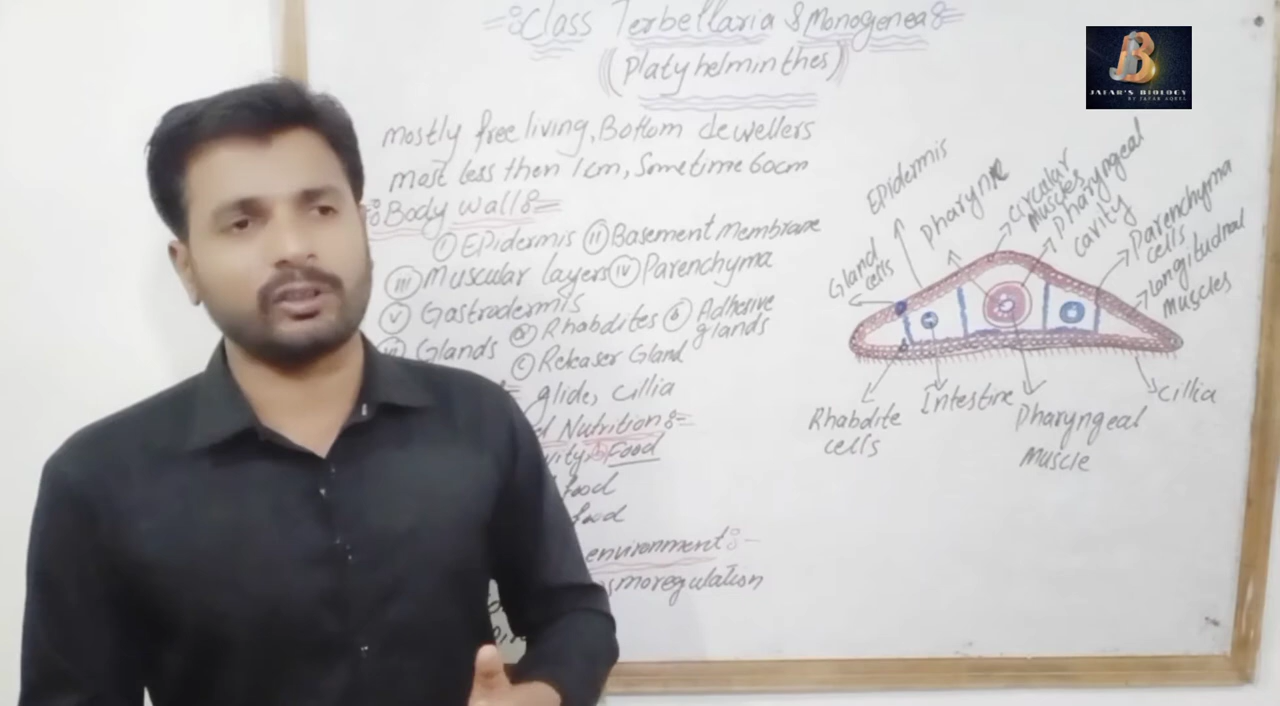 Class Terbellaria & Monogenea
(Platyhelminthes)
JAFAR'S BIOLOGY
mostly free living, Bottom dewellers
most less then 1cm, Sometime 60cm
Body wall
(i) Epidermis (ii) Basement membrane
(iii) Muscular layers (iv) Parenchyma
(v) Gastrodermis
Glands
Rhabdites (b) Adhesive glands
(c) Releaser Gland
glide, cillia
Nutrition
Food
food
food
environment
moregulation
Gland cells
Epidermis
Pharynx
circular Muscles
Pharyngeal cavity
Parenchyma cells
Longitudnal Muscles
Rhabdite cells
Intestine
Pharyngeal Muscle
cillia